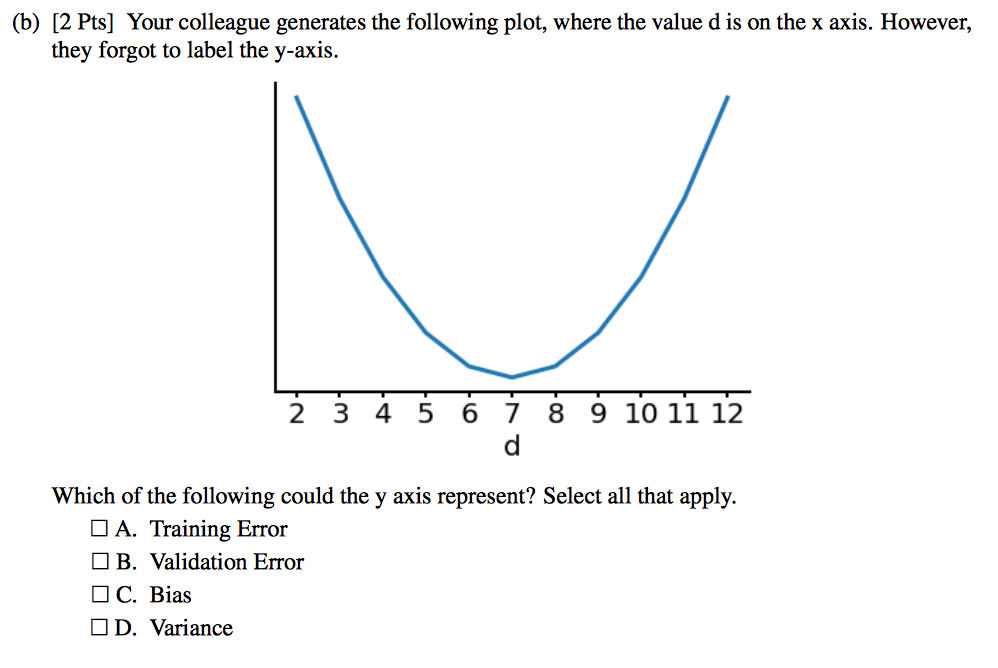 (b) [2 Pts] Your colleague generates the following plot, where the value d is on the x axis. However,
they forgot to label the y-axis.
2 3 4 5 6 7 8 9 10 11 12
d
Which of the following could the y axis represent? Select all that apply.
☐ A. Training Error
☐ B. Validation Error
☐ C. Bias
☐ D. Variance